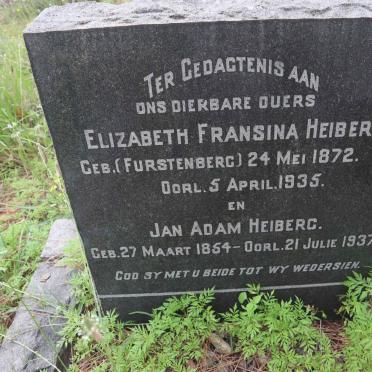 TER GEDAGTENIS AAN
ONS DIERBARE OUERS
ELIZABETH FRANSINA HEIBER
GEB. (FURSTENBERG) 24 MEI 1872.
OORL. 5 APRIL. 1935.
EN
JAN ADAM HEIBERG.
GEB. 27 MAART 1864 – OORL. 21 JULIE 1937
GOD SY MET U BEIDE TOT WY WEDERSIEN.